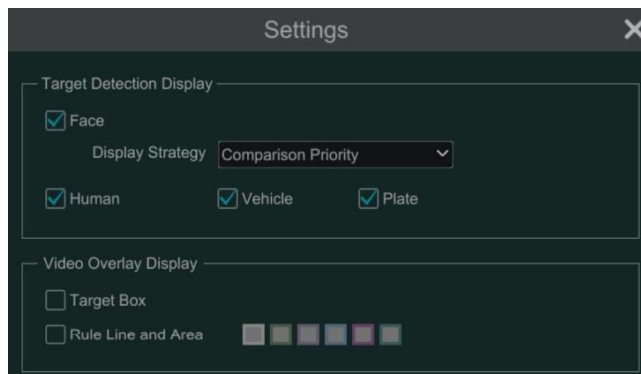 Settings
Target Detection Display
Face
Display Strategy Comparison Priority
Human Vehicle Plate
Video Overlay Display
Target Box
Rule Line and Area